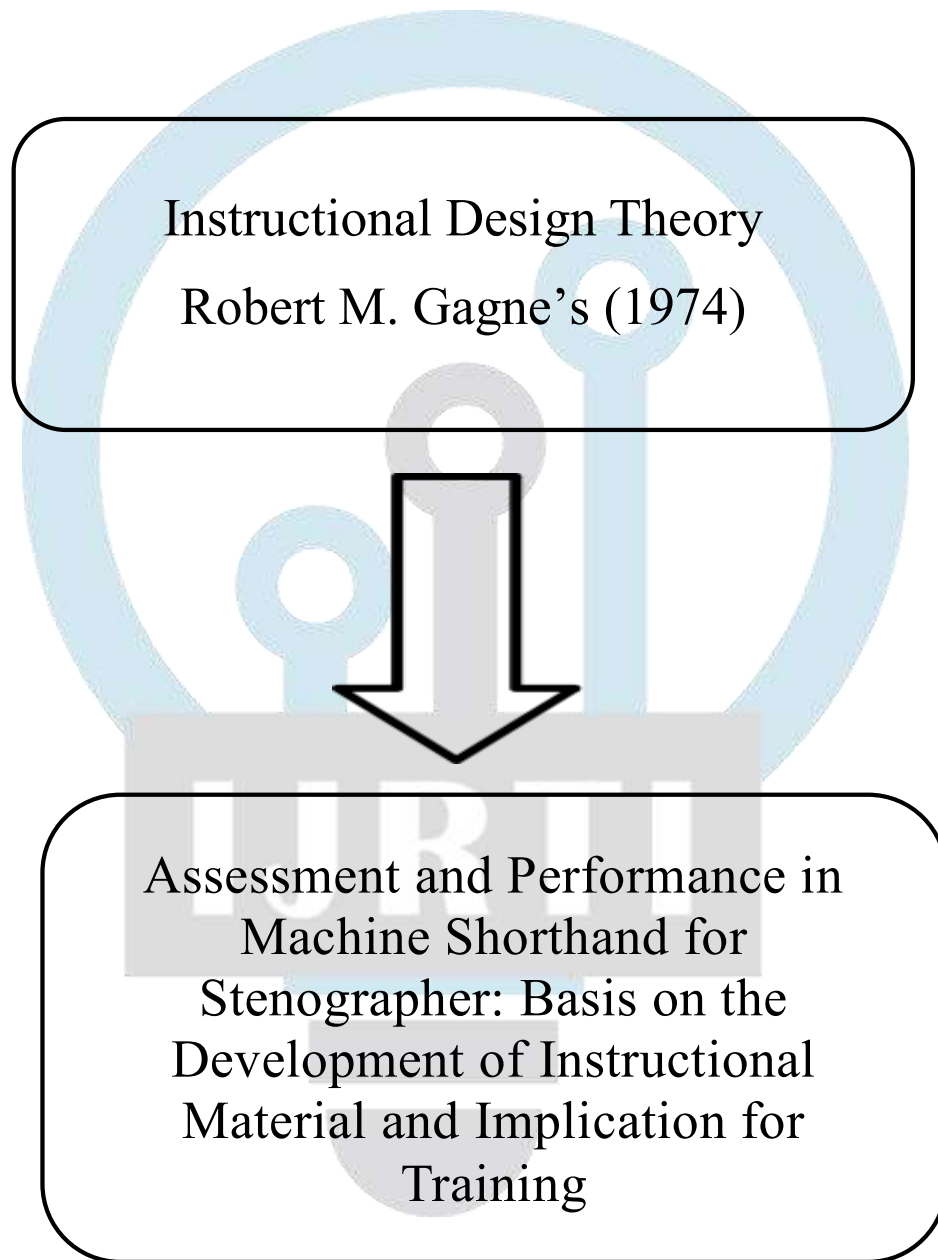 Instructional Design Theory
Robert M. Gagne’s (1974)
IJRTI
Assessment and Performance in
Machine Shorthand for
Stenographer: Basis on the
Development of Instructional
Material and Implication for
Training